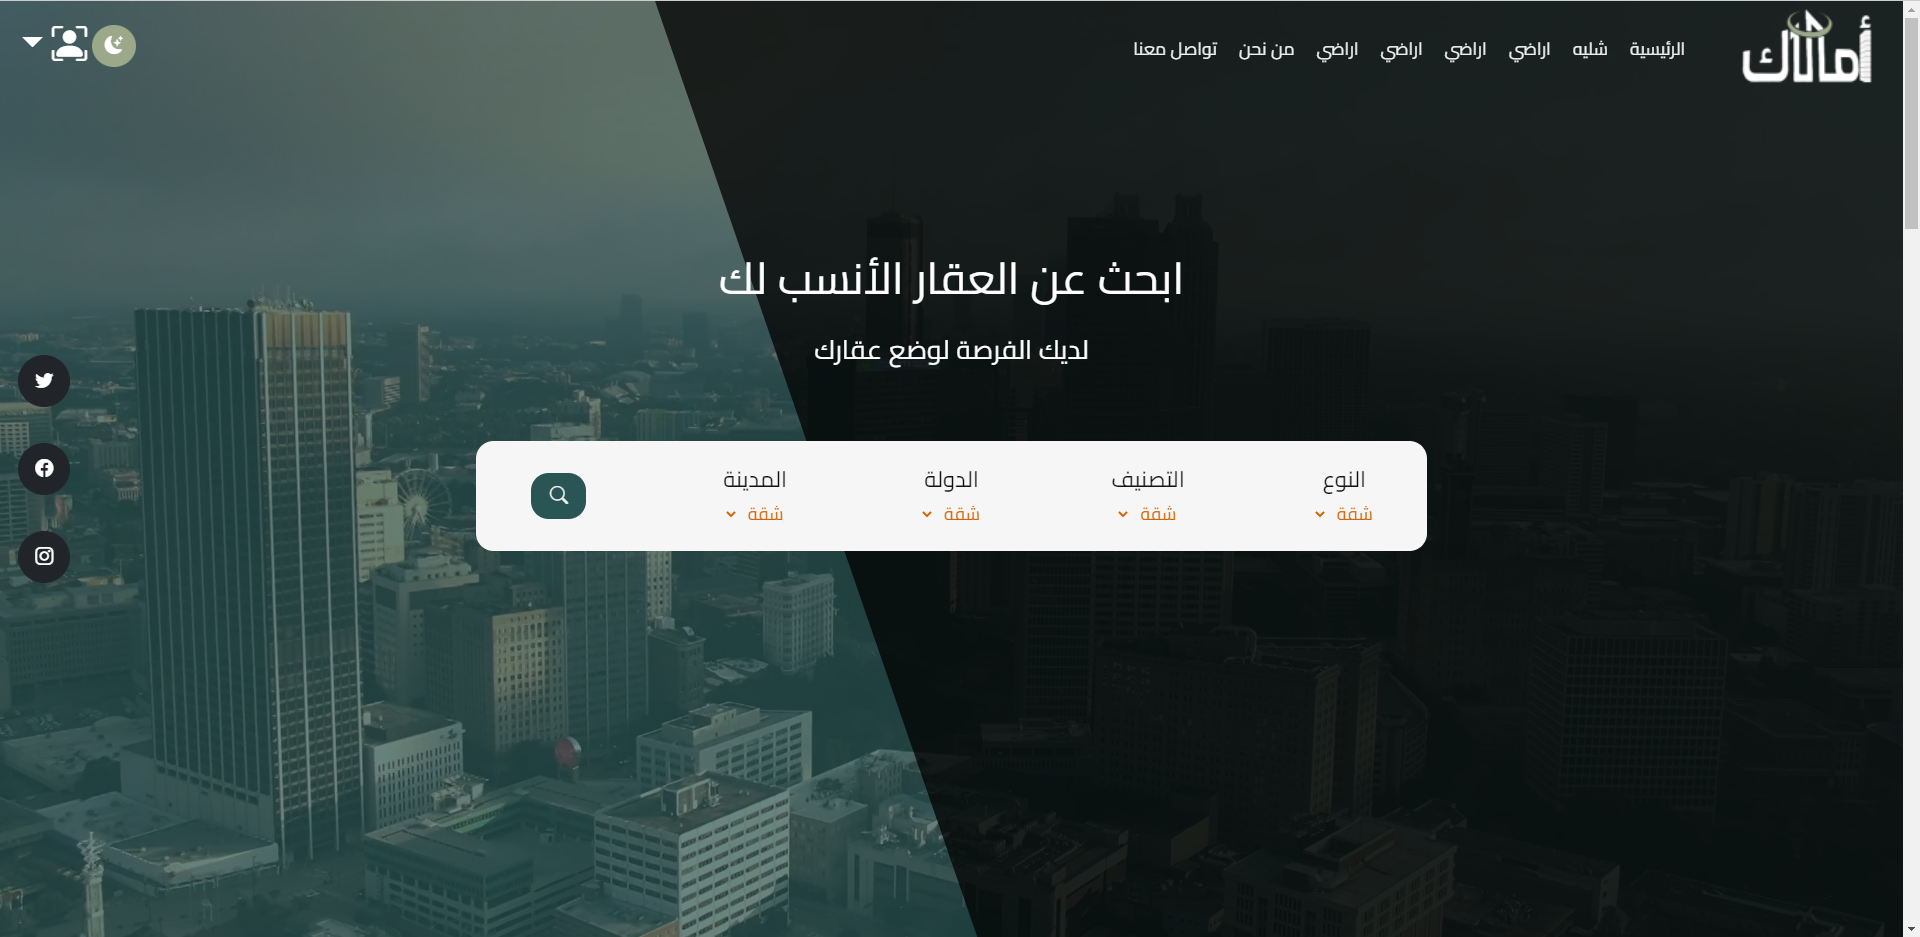 أملاك
الرئيسية شليه اراضي اراضي اراضي اراضي من نحن تواصل معنا
ابحث عن العقار الأنسب لك
لديك الفرصة لوضع عقارك
النوع التصنيف الدولة المدينة
شقة شقة شقة شقة